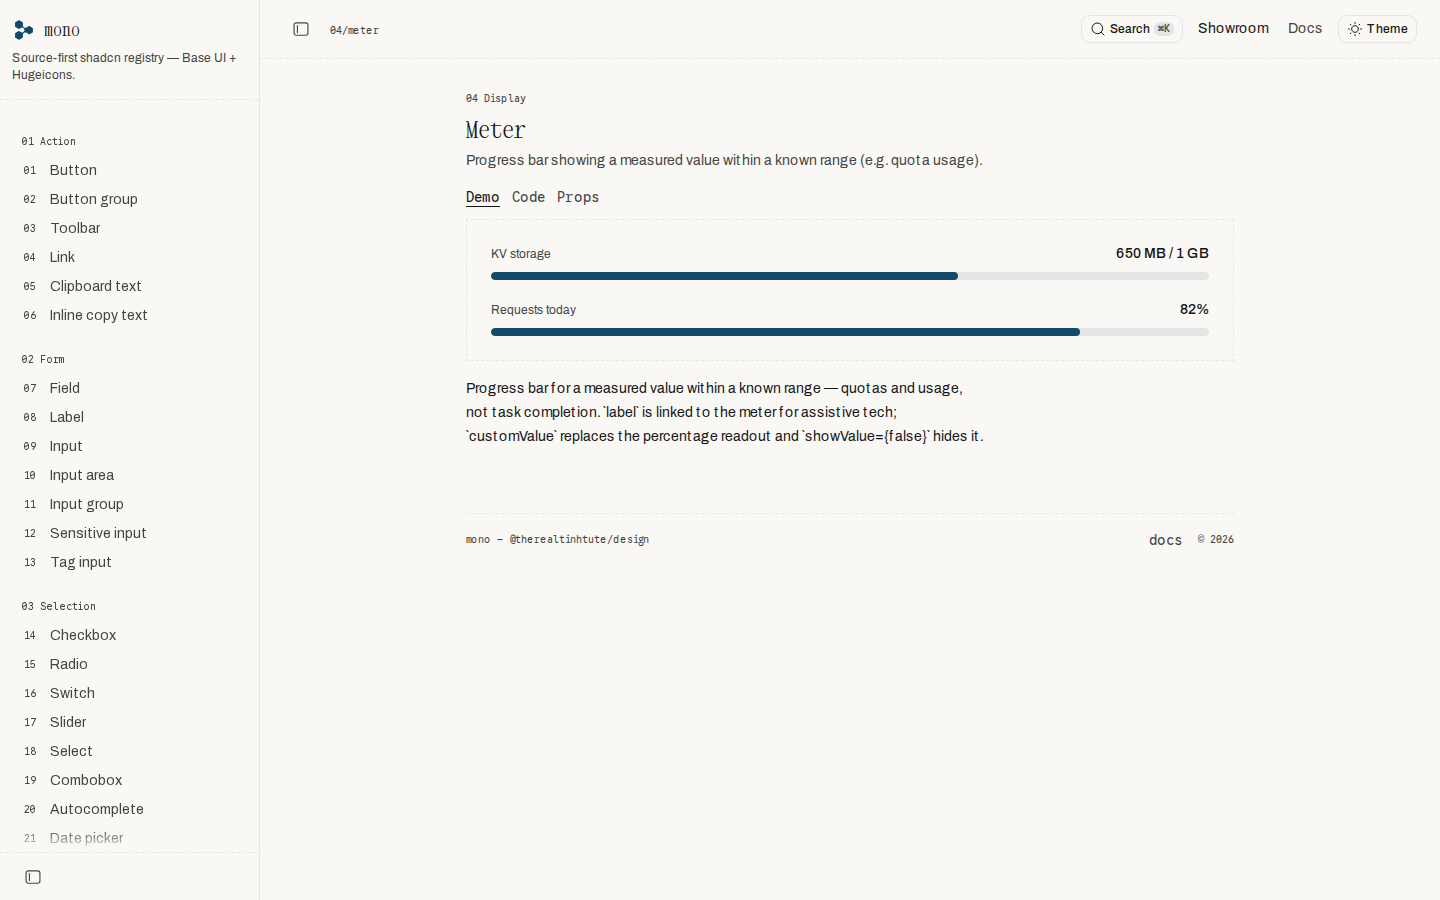 mono
Source-first shadcn registry — Base UI +
Hugeicons.
01 Action
01 Button
02 Button group
03 Toolbar
04 Link
05 Clipboard text
06 Inline copy text
02 Form
07 Field
08 Label
09 Input
10 Input area
11 Input group
12 Sensitive input
13 Tag input
03 Selection
14 Checkbox
15 Radio
16 Switch
17 Slider
18 Select
19 Combobox
20 Autocomplete
21 Date picker
04/meter
Search ⌘K
Showroom
Docs
Theme
04 Display
Meter
Progress bar showing a measured value within a known range (e.g. quota usage).
Demo Code Props
KV storage 650 MB / 1 GB
Requests today 82%
Progress bar for a measured value within a known range — quotas and usage,
not task completion. `label` is linked to the meter for assistive tech;
`customValue` replaces the percentage readout and `showValue={false}` hides it.
mono — @therealtinhtute/design
docs © 2026